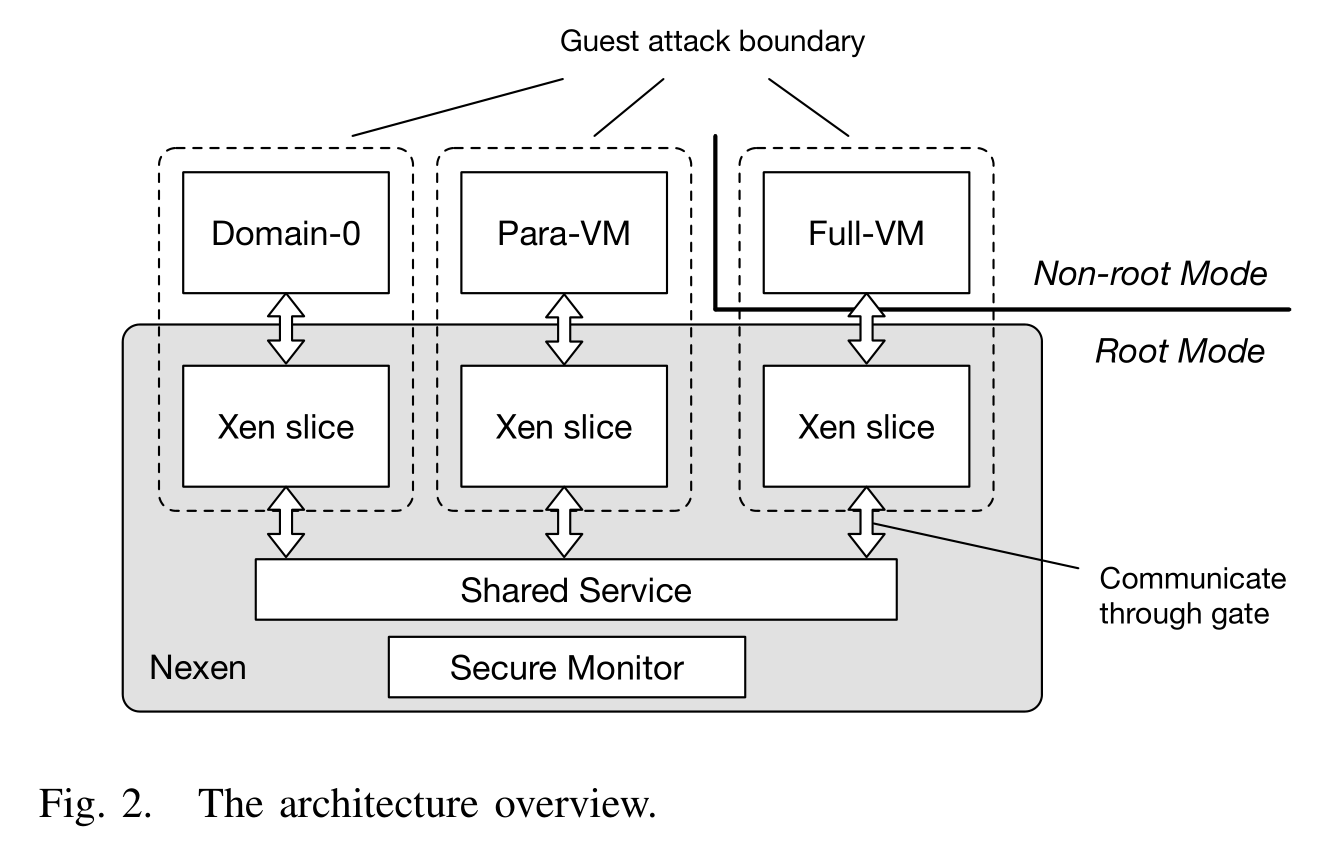 Guest attack boundary
Domain-0
Para-VM
Full-VM
Non-root Mode
Root Mode
Xen slice
Xen slice
Xen slice
Shared Service
Communicate
through gate
Nexen
Secure Monitor
Fig. 2. The architecture overview.